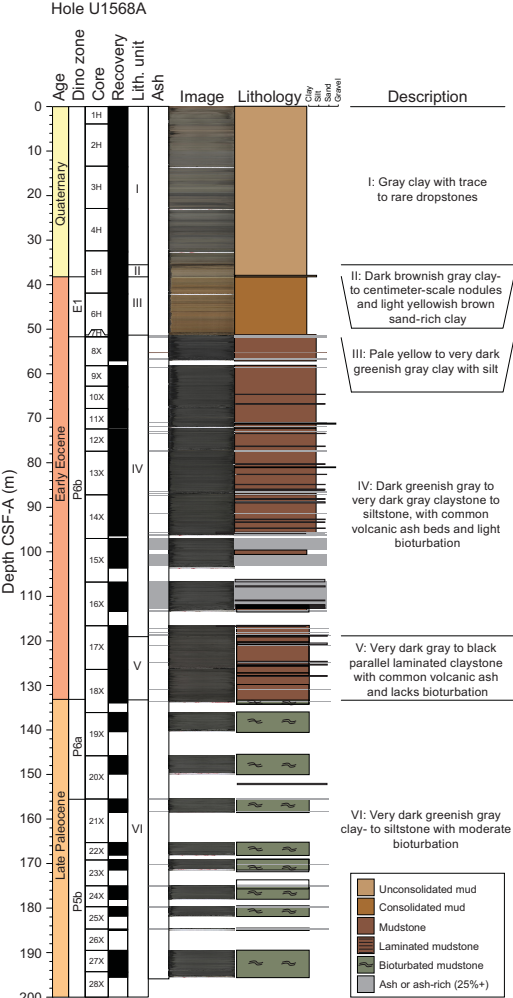 Hole U1568A
Age
Dino zone
Core
Recovery
Lith. unit
Ash
Image
Lithology
Clay
Silt
Sand
Gravel
Description
Depth CSF-A (m)
0
10
20
30
40
50
60
70
80
90
100
110
120
130
140
150
160
170
180
190
200
Quaternary
Early Eocene
Late Paleocene
E1
P6b
P6a
P5b
1H
2H
3H
4H
5H
6H
7H
8X
9X
10X
11X
12X
13X
14X
15X
16X
17X
18X
19X
20X
21X
22X
23X
24X
25X
26X
27X
28X
I
II
III
IV
V
VI
I: Gray clay with trace
to rare dropstones
II: Dark brownish gray clay-
to centimeter-scale nodules
and light yellowish brown
sand-rich clay
III: Pale yellow to very dark
greenish gray clay with silt
IV: Dark greenish gray to
very dark gray claystone to
siltstone, with common
volcanic ash beds and light
bioturbation
V: Very dark gray to black
parallel laminated claystone
with common volcanic ash
and lacks bioturbation
VI: Very dark greenish gray
clay- to siltstone with moderate
bioturbation
Unconsolidated mud
Consolidated mud
Mudstone
Laminated mudstone
Bioturbated mudstone
Ash or ash-rich (25%+)